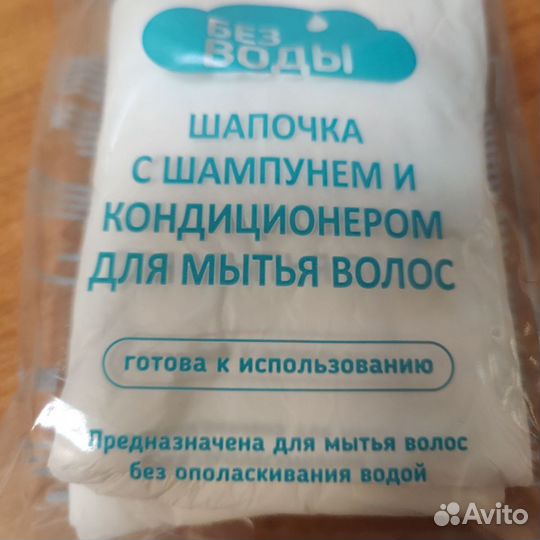 БЕЗ
ВОДЫ
ШАПОЧКА
С ШАМПУНЕМ И
КОНДИЦИОНЕРОМ
ДЛЯ МЫТЬЯ ВОЛОС
готова к использованию
Предназначена для мытья волос
без ополаскивания водой
Avito